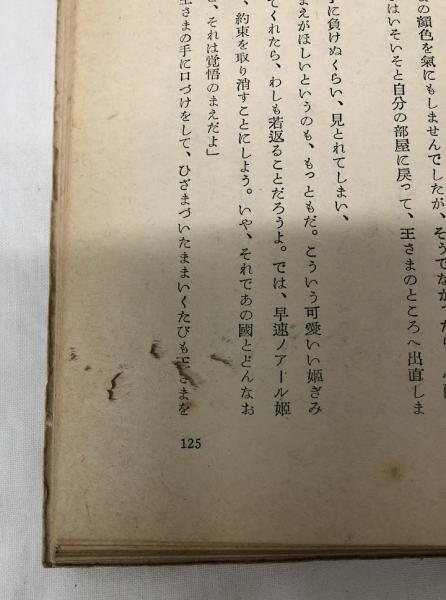 の顏色を氣にもしませんでしたが、そうでなかったら、
はいそいそと自分の部屋に戻って、王さまのところへ出直しま
に負けぬくらい、見とれてしまい、
まえがほしいというのも、もっともだ。こういう可愛いい姬ぎみ
てくれたら、わしも若返ることだろうよ。では、早速ノアール姬
、約束を取り消すことにしよう。いや、それであの國とどんなお
、それは覚悟のまえだよ」
王さまの手に口づけをして、ひざまづいたままいくたびも王さまを
125